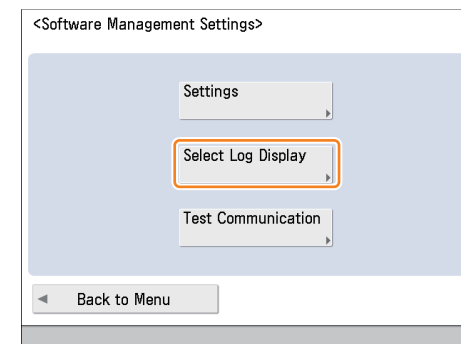 <Software Management Settings>
Settings
Select Log Display
Test Communication
Back to Menu